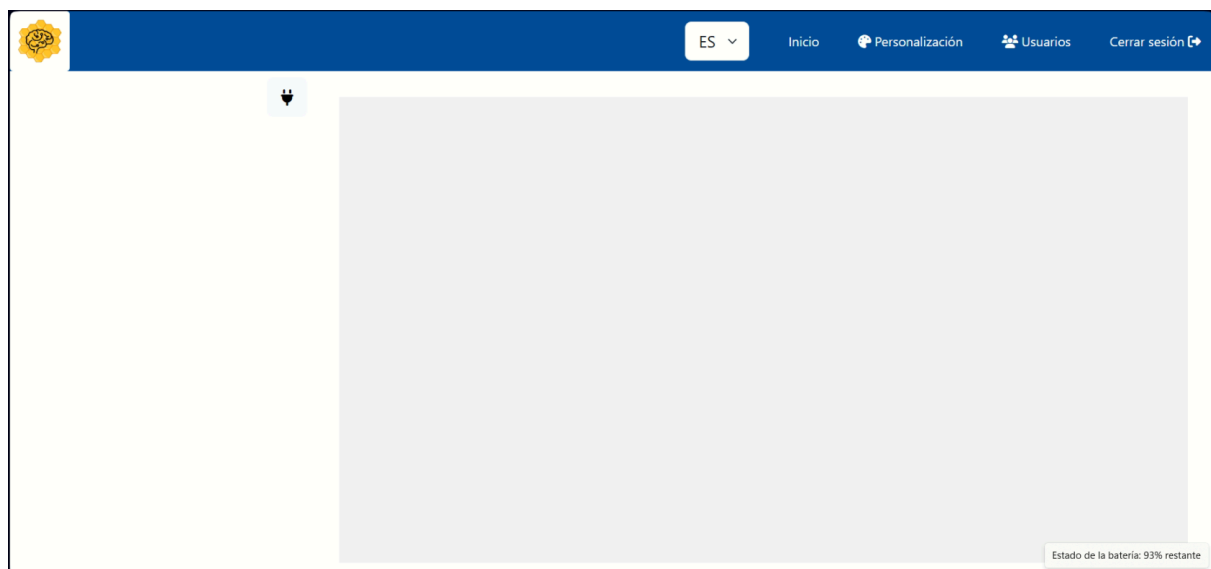 ES
Inicio
Personalización
Usuarios
Cerrar sesión
Estado de la batería: 93% restante